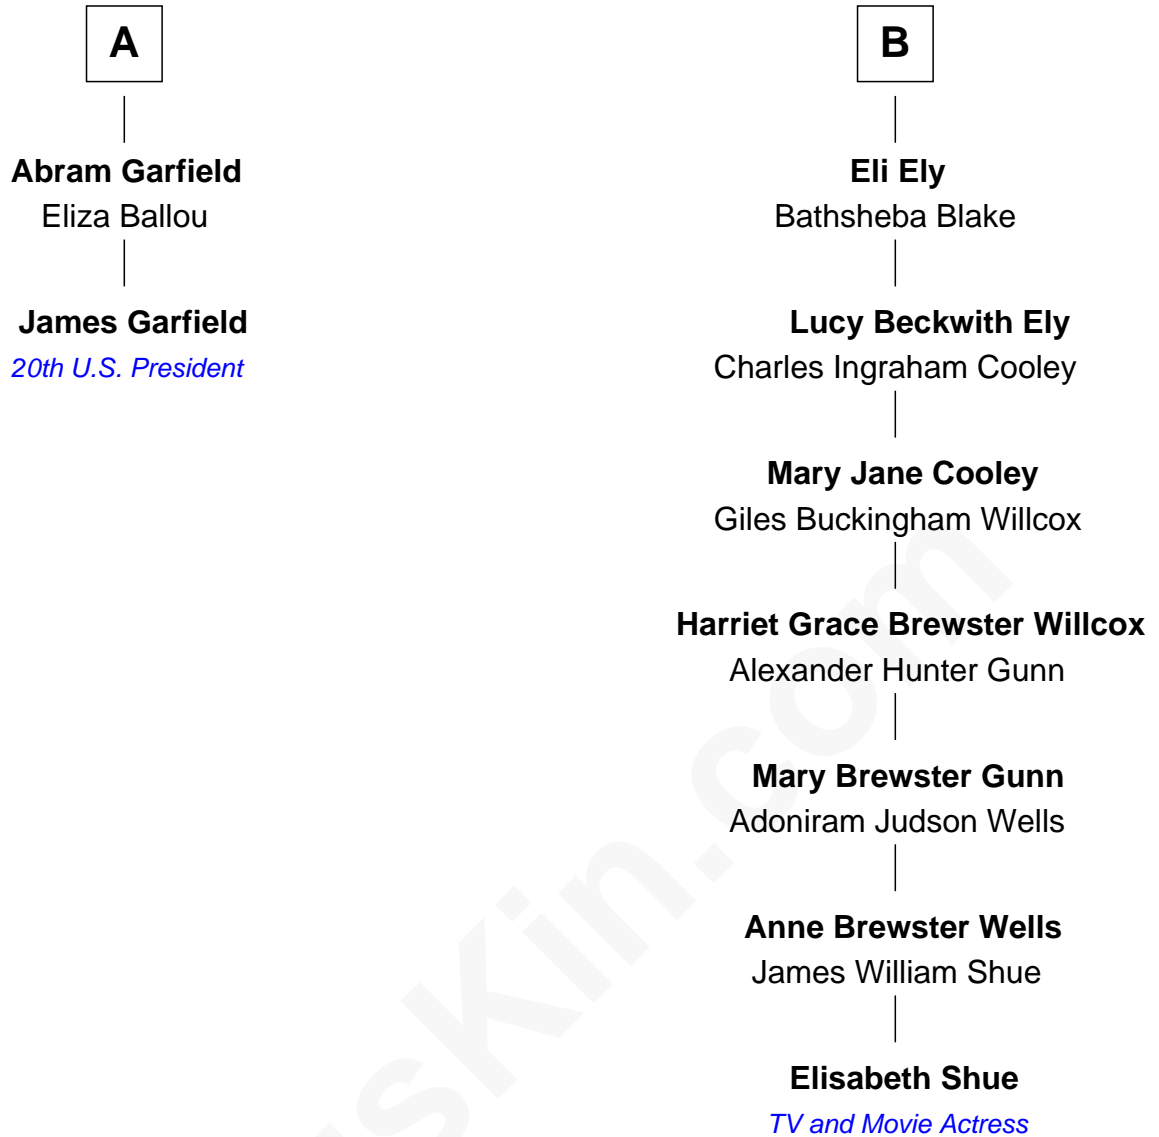 A
Abram Garfield
Eliza Ballou
James Garfield
20th U.S. President
B
Eli Ely
Bathsheba Blake
Lucy Beckwith Ely
Charles Ingraham Cooley
Mary Jane Cooley
Giles Buckingham Willcox
Harriet Grace Brewster Willcox
Alexander Hunter Gunn
Mary Brewster Gunn
Adoniram Judson Wells
Anne Brewster Wells
James William Shue
Elisabeth Shue
TV and Movie Actress
usKin.com